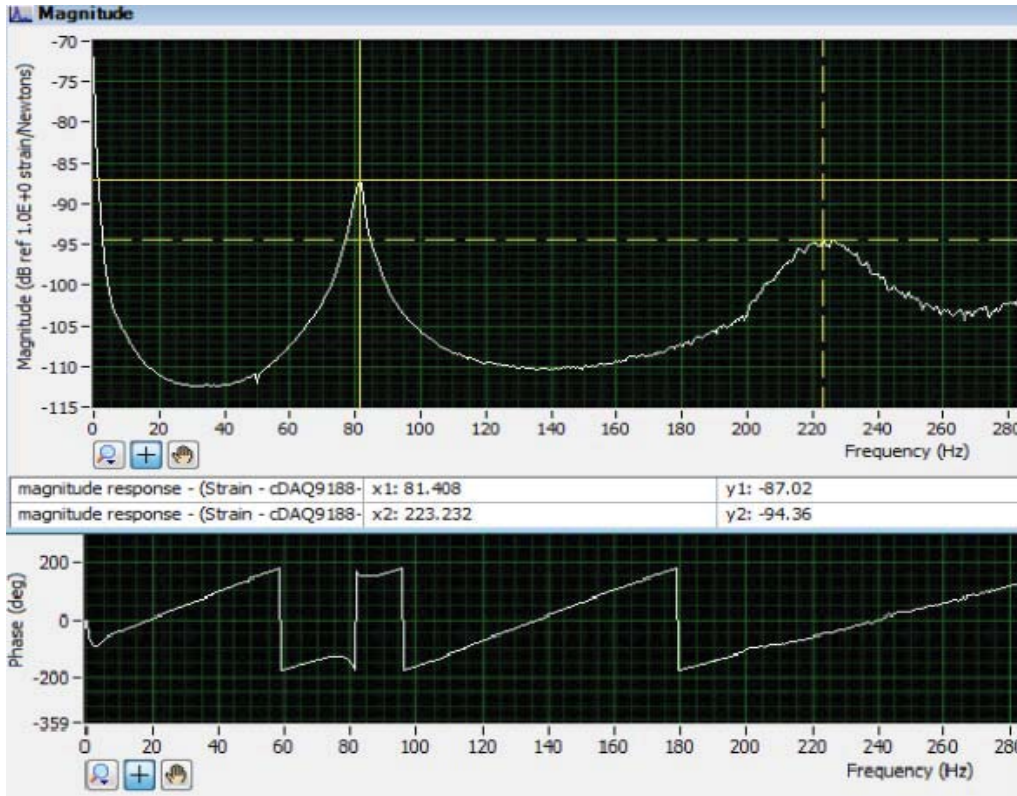 Magnitude
Magnitude (dB ref 1.0E+0 strain/Newtons)
-70
-75
-80
-85
-90
-95
-100
-105
-110
-115
0 20 40 60 80 100 120 140 160 180 200 220 240 260 280
Frequency (Hz)
magnitude response - (Strain - cDAQ9188- x1: 81.408 y1: -87.02
magnitude response - (Strain - cDAQ9188- x2: 223.232 y2: -94.36
Phase (deg)
200
0
-200
-359
0 20 40 60 80 100 120 140 160 180 200 220 240 260 280
Frequency (Hz)